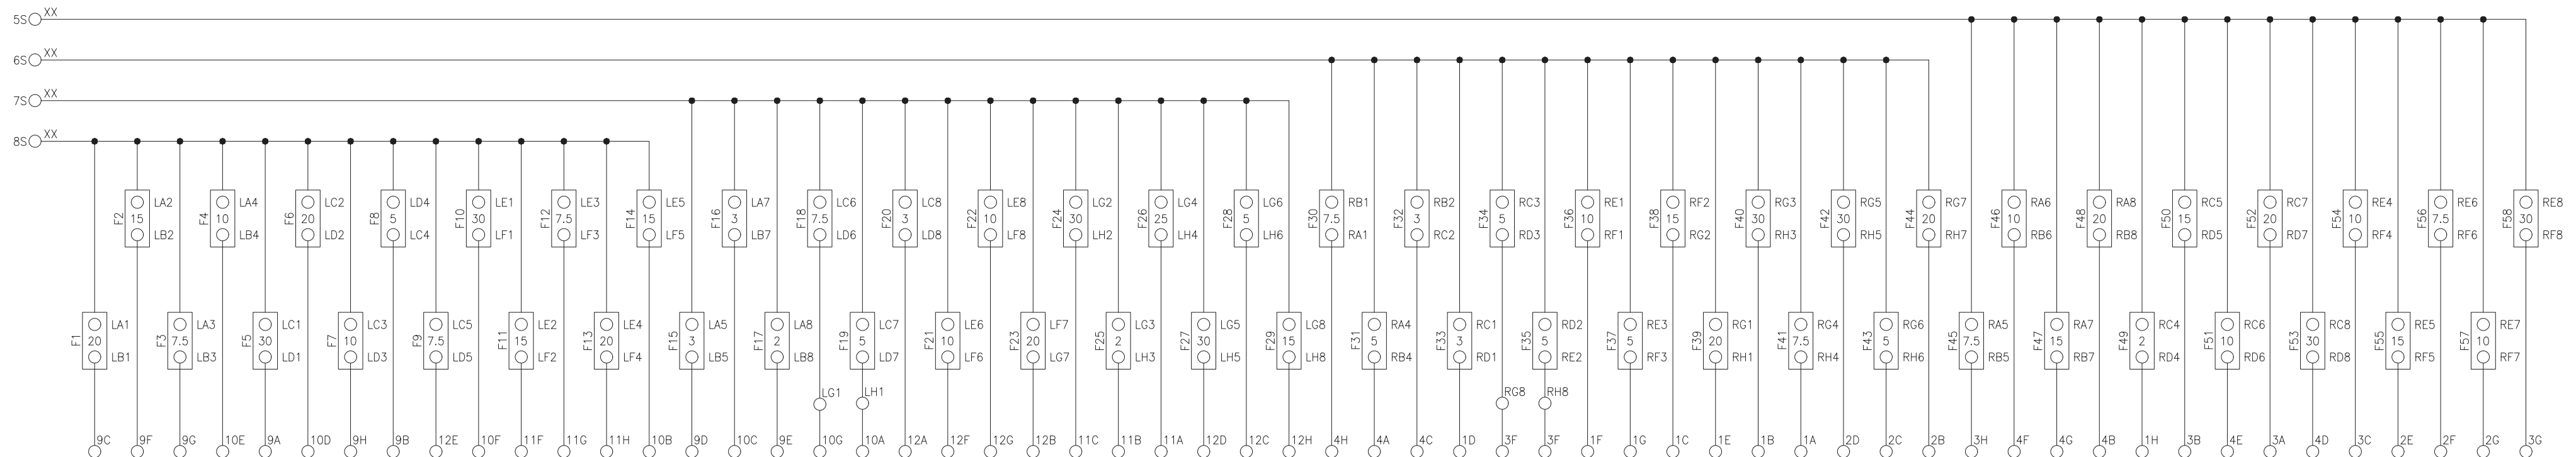 5S XX
6S XX
7S XX
8S XX
F2 15 LA2 LB2
F4 10 LA4 LB4
F6 20 LC2 LD2
F8 5 LD4 LC4
F10 30 LE1 LF1
F12 7.5 LE3 LF3
F14 15 LE5 LF5
F16 3 LA7 LB7
F18 7.5 LC6 LD6
F20 3 LC8 LD8
F22 10 LE8 LF8
F24 30 LG2 LH2
F26 25 LG4 LH4
F28 5 LG6 LH6
F30 7.5 RB1 RA1
F32 3 RB2 RC2
F34 5 RC3 RD3
F36 10 RE1 RF1
F38 15 RF2 RG2
F40 30 RG3 RH3
F42 30 RG5 RH5
F44 20 RG7 RH7
F46 10 RA6 RB6
F48 20 RA8 RB8
F50 15 RC5 RD5
F52 20 RC7 RD7
F54 10 RE4 RF4
F56 7.5 RE6 RF6
F58 30 RE8 RF8
F1 20 LA1 LB1
F3 7.5 LA3 LB3
F5 30 LC1 LD1
F7 10 LC3 LD3
F9 7.5 LC5 LD5
F11 15 LE2 LF2
F13 20 LE4 LF4
F15 3 LA5 LB5
F17 2 LA8 LB8
F19 5 LC7 LD7
F21 10 LE6 LF6
F23 20 LF7 LG7
F25 2 LG3 LH3
F27 30 LG5 LH5
F29 15 LG8 LH8
F31 5 RA4 RB4
F33 3 RC1 RD1
F35 5 RD2 RE2
F37 5 RE3 RF3
F39 20 RG1 RH1
F41 7.5 RG4 RH4
F43 5 RG6 RH6
F45 7.5 RA5 RB5
F47 15 RA7 RB7
F49 2 RC4 RD4
F51 10 RC6 RD6
F53 30 RC8 RD8
F55 15 RE5 RF5
F57 10 RE7 RF7
LG1 LH1 RG8 RH8
9C 9F 9G 10E 9A 10D 9H 9B 12E 10F 11F 11G 11H 10B 9D 10C 9E 10G 10A 12A 12F 12G 12B 11C 11B 11A 12D 12C 12H 4H 4A 4C 1D 3F 3F 1F 1G 1C 1E 1B 1A 2D 2C 2B 3H 4F 4G 4B 1H 3B 4E 3A 4D 3C 2E 2F 2G 3G